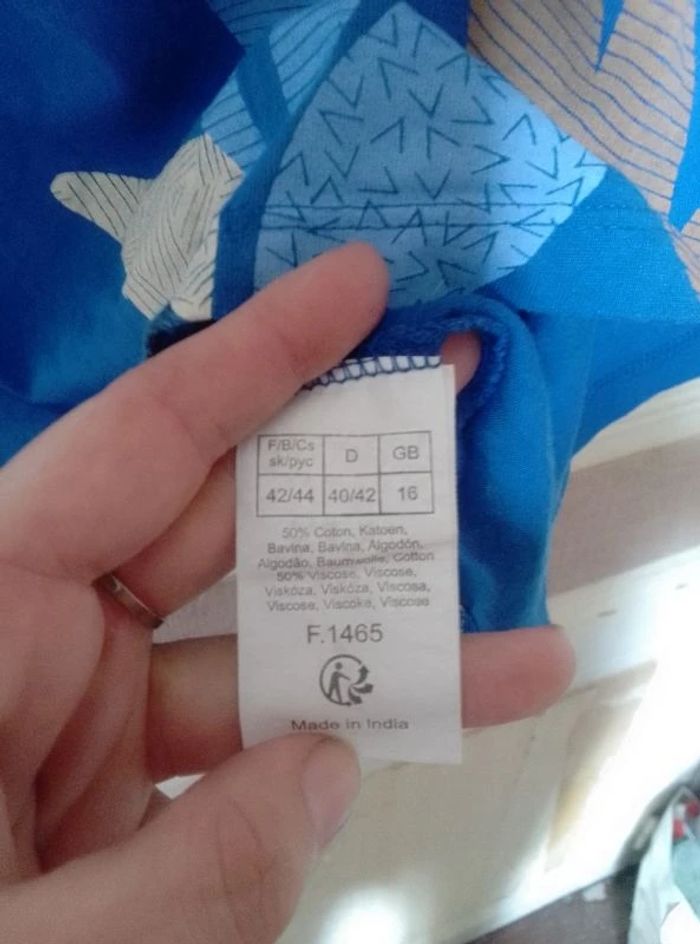 F/B/Cs D GB
sk/pyc
42/44 40/42 16
50% Coton, Katoen,
Bavlna, Bavlna, Algodón,
Algodão, Baumwolle, Cotton
50% Viscose, Viscose,
Viskóza, Viskóza, Viscosa,
Viscose, Viscoke, Viscose
F.1465
Made in India